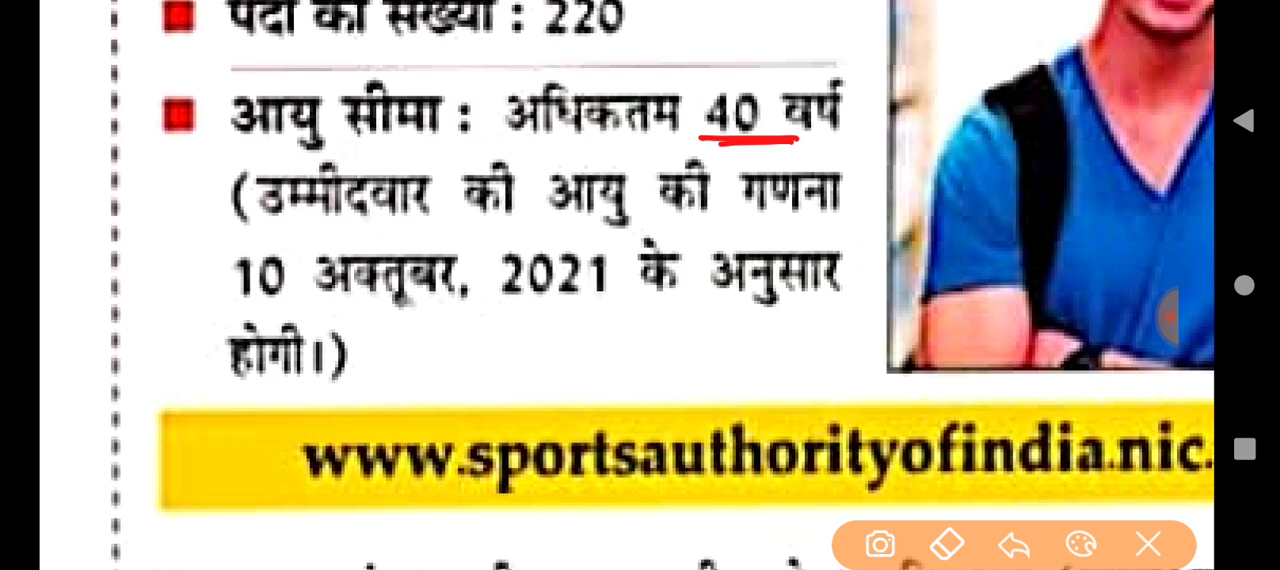 पदों की संख्या : 220
आयु सीमा : अधिकतम 40 वर्ष
(उम्मीदवार की आयु की गणना
10 अक्तूबर, 2021 के अनुसार
होगी।)
www.sportsauthorityofindia.nic.